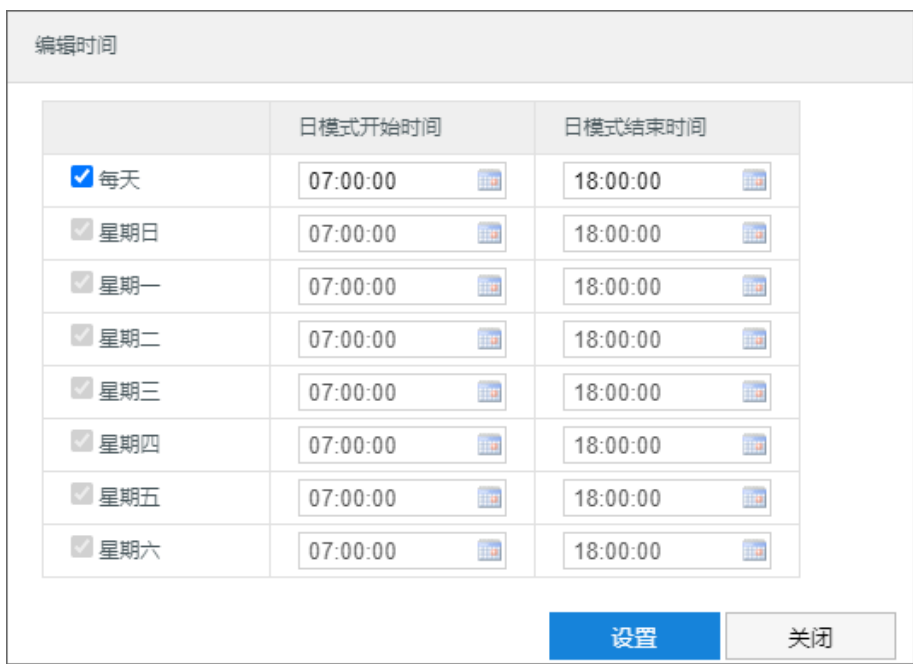 编辑时间
日模式开始时间 日模式结束时间
每天 07:00:00 18:00:00
星期日 07:00:00 18:00:00
星期一 07:00:00 18:00:00
星期二 07:00:00 18:00:00
星期三 07:00:00 18:00:00
星期四 07:00:00 18:00:00
星期五 07:00:00 18:00:00
星期六 07:00:00 18:00:00
设置 关闭